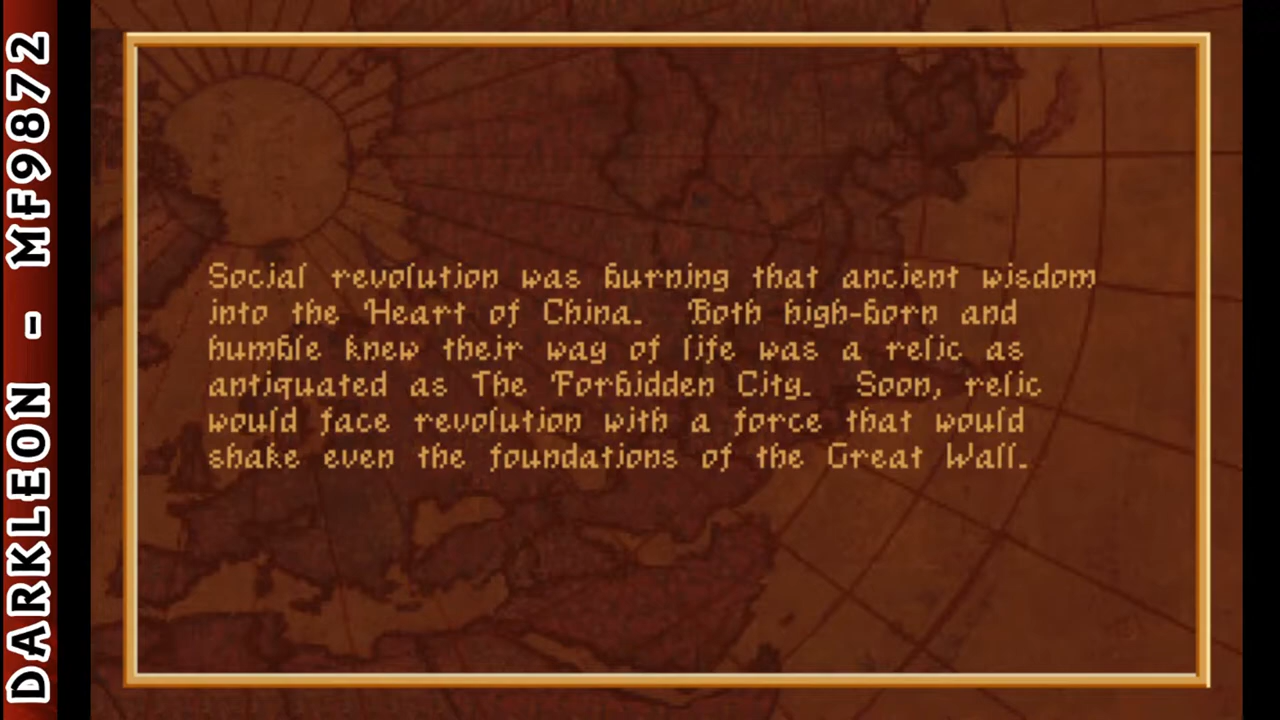 DARKLEON - MF9872
Social revolution was burning that ancient wisdom
into the Heart of China. Both high-born and
humble knew their way of life was a relic as
antiquated as The Forbidden City. Soon, relic
would face revolution with a force that would
shake even the foundations of the Great Wall.